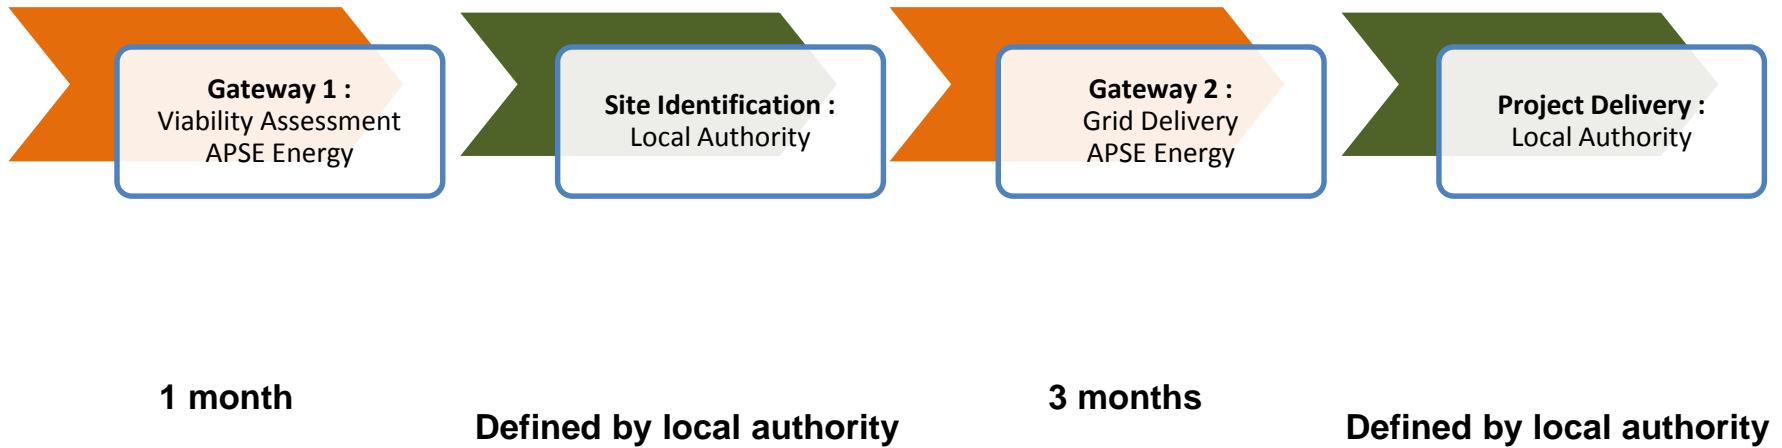 Gateway 1 :
Viability Assessment
APSE Energy
Site Identification :
Local Authority
Gateway 2 :
Grid Delivery
APSE Energy
Project Delivery :
Local Authority
1 month
Defined by local authority
3 months
Defined by local authority